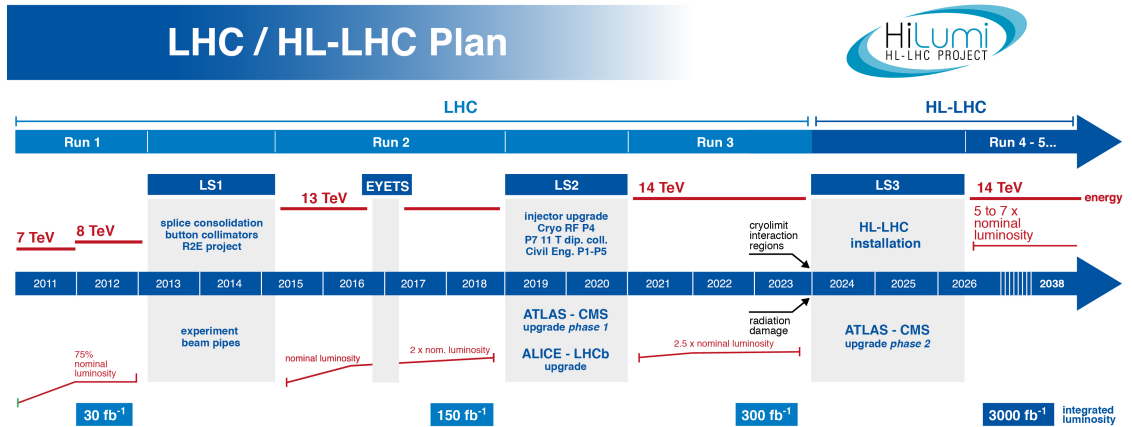 LHC / HL-LHC Plan
HiLumi
HL-LHC PROJECT
LHC
HL-LHC
Run 1
Run 2
Run 3
Run 4 - 5...
LS1
EYETS
LS2
LS3
7 TeV
8 TeV
13 TeV
14 TeV
14 TeV
energy
splice consolidation
button collimators
R2E project
injector upgrade
Cryo RF P4
P7 11 T dip. coll.
Civil Eng. P1-P5
cryolimit
interaction
regions
HL-LHC
installation
5 to 7 x
nominal
luminosity
2011
2012
2013
2014
2015
2016
2017
2018
2019
2020
2021
2022
2023
2024
2025
2026
2038
75%
nominal
luminosity
experiment
beam pipes
nominal luminosity
2 x nom. luminosity
ATLAS - CMS
upgrade phase 1
ALICE - LHCb
upgrade
2.5 x nominal luminosity
radiation
damage
ATLAS - CMS
upgrade phase 2
30 fb⁻¹
150 fb⁻¹
300 fb⁻¹
3000 fb⁻¹
integrated
luminosity